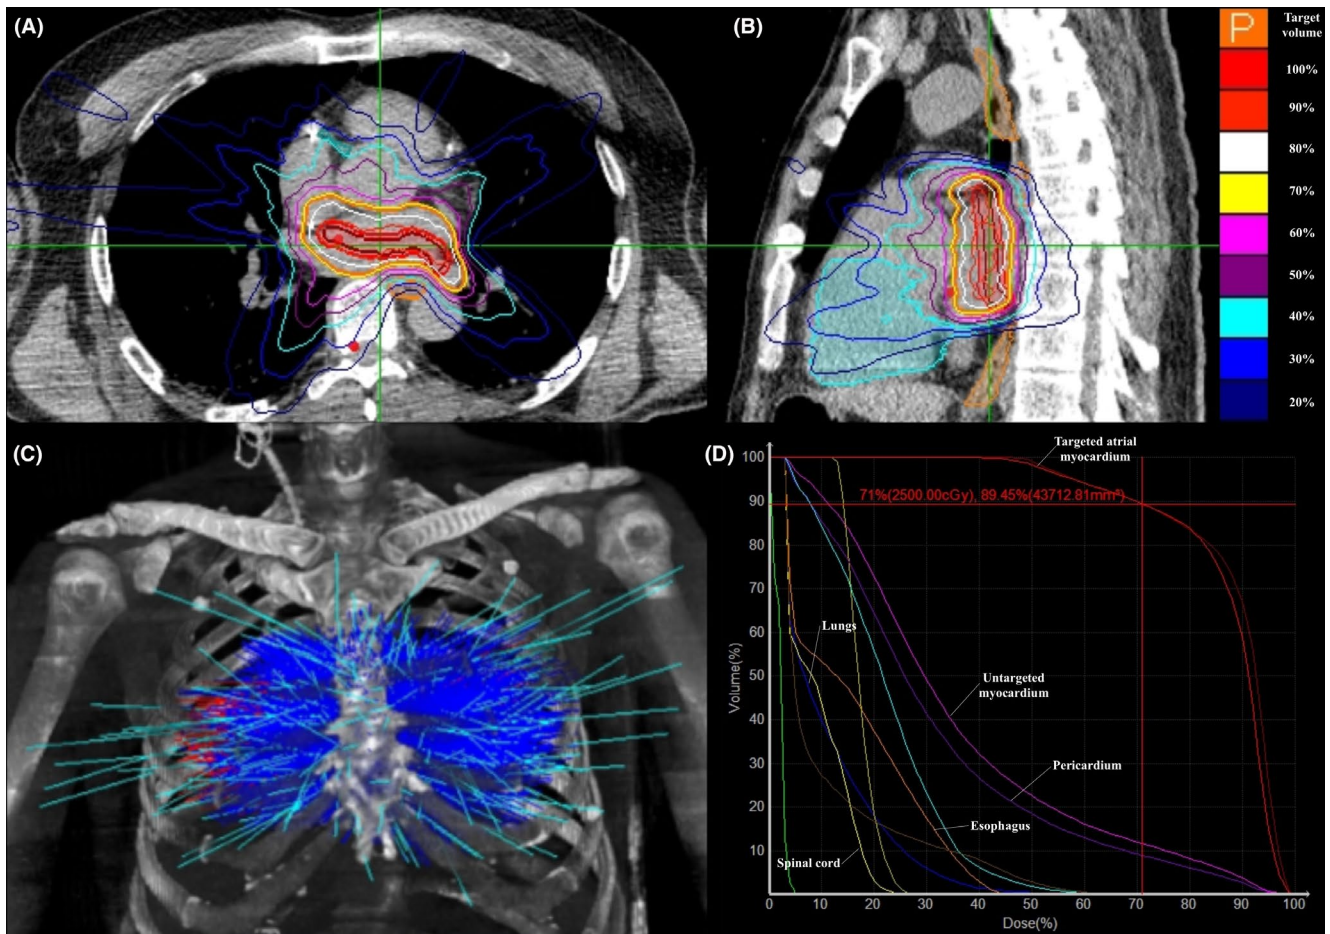 (A)
(B)
P
Target
volume
100%
90%
80%
70%
60%
50%
40%
30%
20%
(C)
(D)
Targeted atrial
myocardium
71%(2500.00cGy), 89.45%(43712.81mm³)
Lungs
Untargeted
myocardium
Pericardium
Esophagus
Spinal cord
Volume(%)
100
90
80
70
60
50
40
30
20
10
0
10
20
30
40
50
60
70
80
90
100
Dose(%)